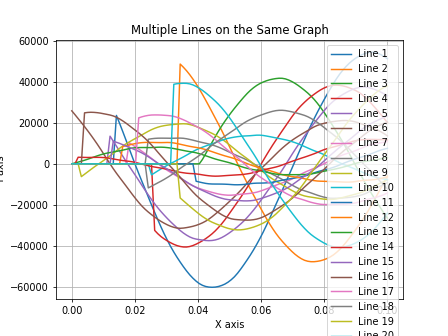 Multiple Lines on the Same Graph
60000
40000
20000
0
−20000
−40000
−60000
0.00
0.02
0.04
0.06
X axis
Line 1
Line 2
Line 3
Line 4
Line 5
Line 6
Line 7
Line 8
Line 9
Line 10
Line 11
Line 12
Line 13
Line 14
Line 15
Line 16
Line 17
Line 18
Line 19
Line 20